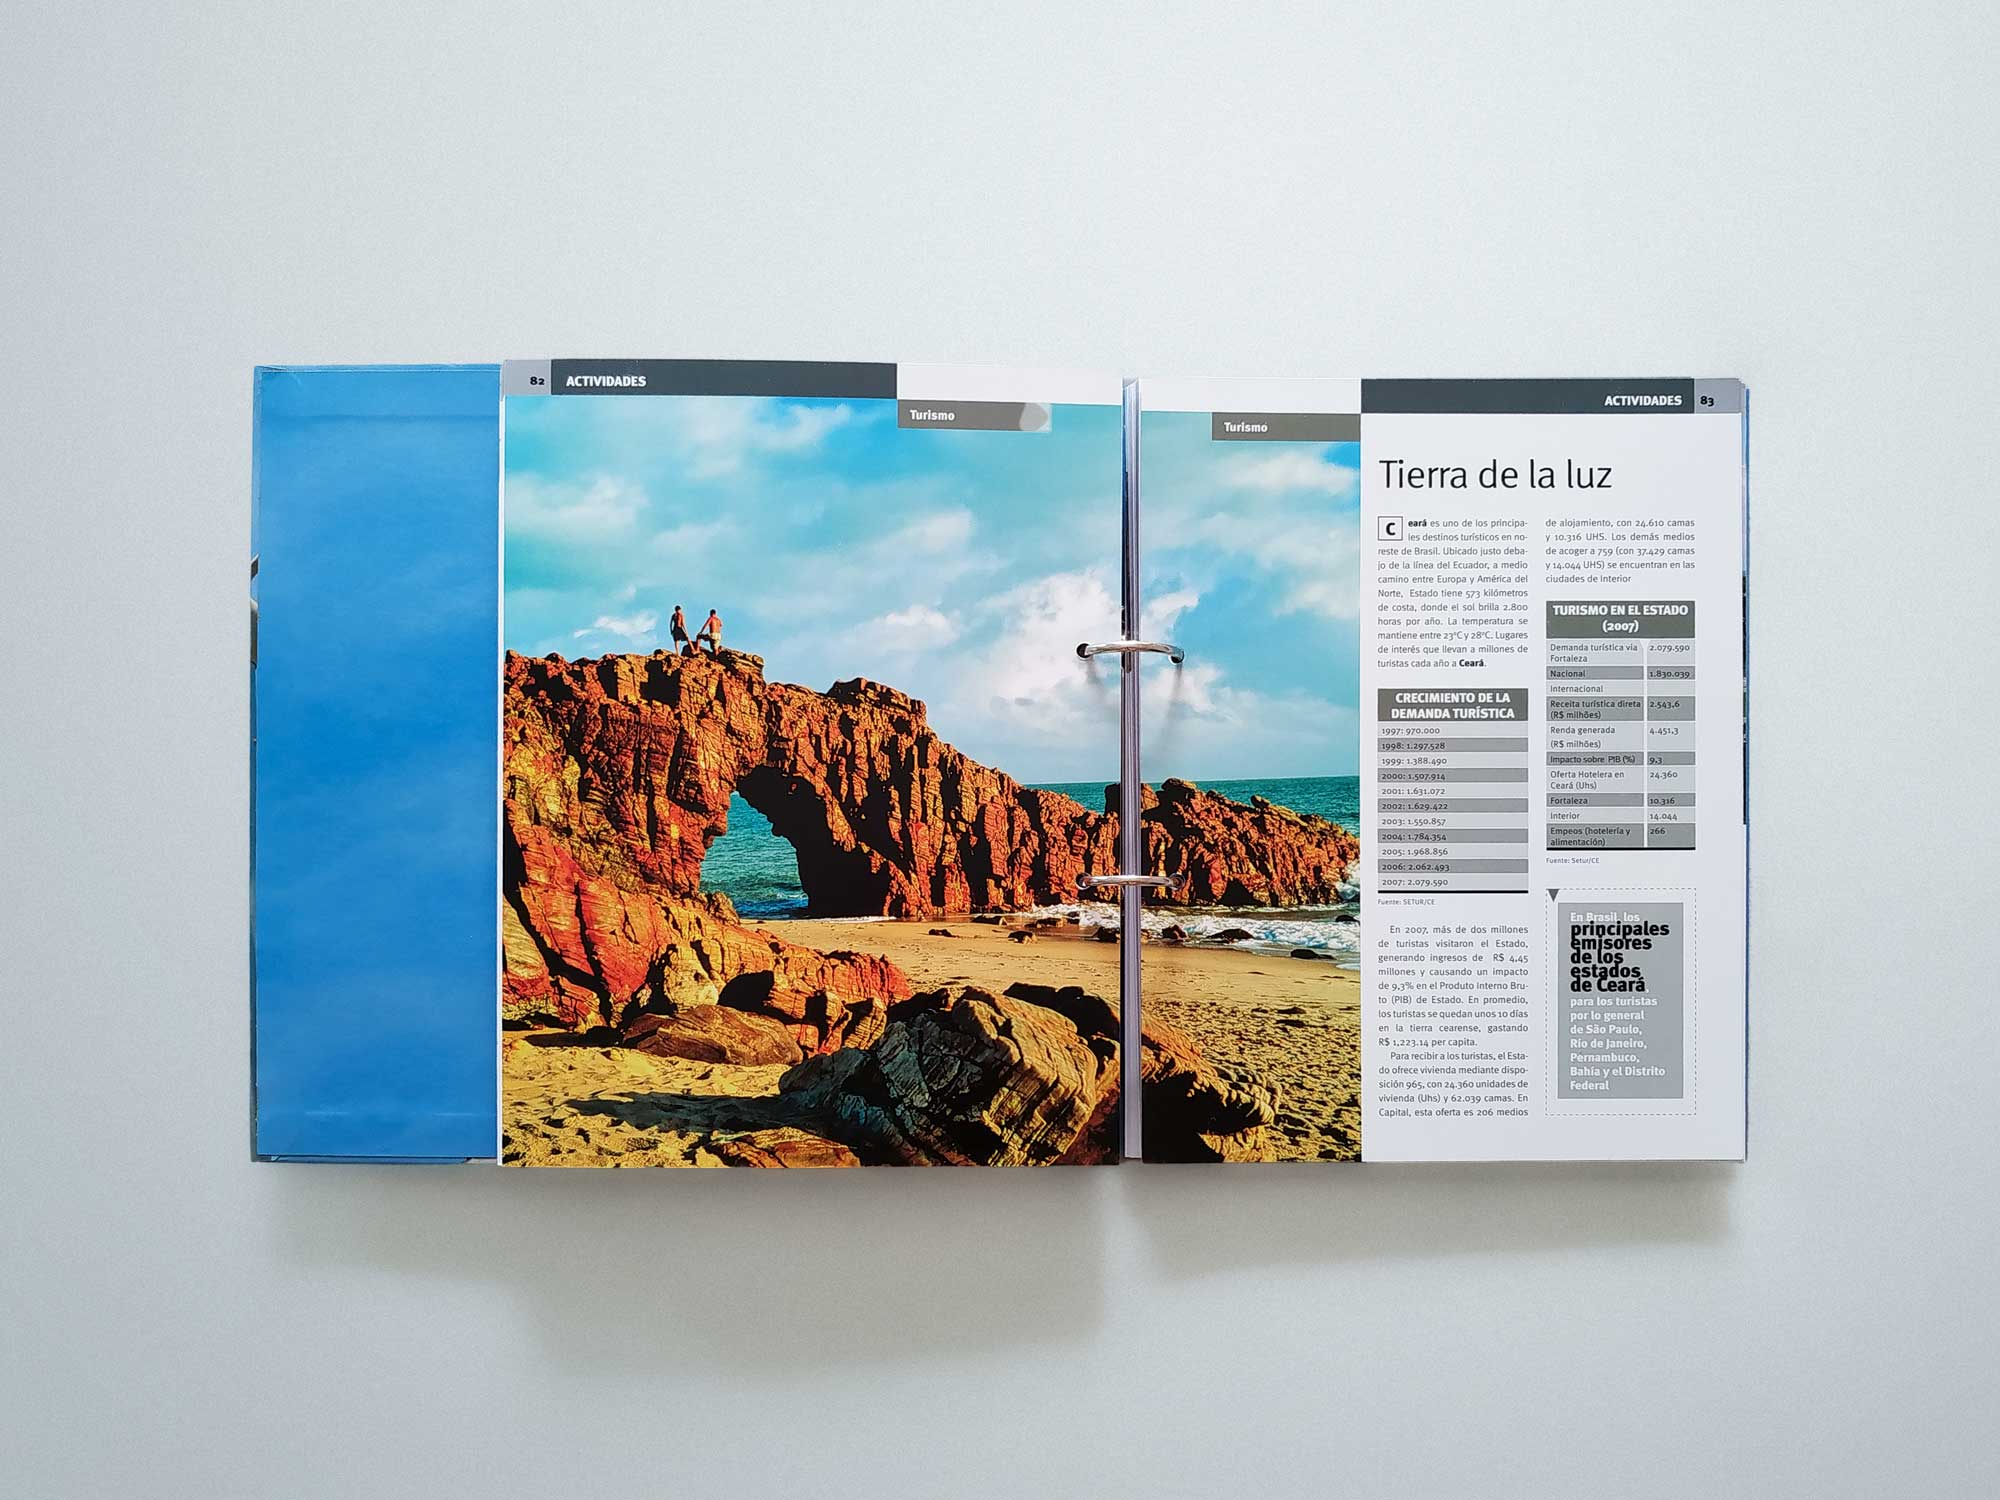 82 ACTIVIDADES
Turismo
Turismo
ACTIVIDADES 83
Tierra de la luz
Ceará es uno de los principa-
les destinos turísticos en no-
reste de Brasil. Ubicado justo deba-
jo de la línea del Ecuador, a medio
camino entre Europa y América del
Norte, Estado tiene 573 kilómetros
de costa, donde el sol brilla 2.800
horas por año. La temperatura se
mantiene entre 23°C y 28°C. Lugares
de interés que llevan a millones de
turistas cada año a Ceará.
CRECIMIENTO DE LA
DEMANDA TURÍSTICA
1997: 970.000
1998: 1.297.528
1999: 1.388.490
2000: 1.507.914
2001: 1.631.072
2002: 1.629.422
2003: 1.550.857
2004: 1.784.354
2005: 1.968.856
2006: 2.062.493
2007: 2.079.590
Fuente: SETUR/CE
En 2007, más de dos millones
de turistas visitaron el Estado,
generando ingresos de R$ 4,45
millones y causando un impacto
de 9,3% en el Produto Interno Bru-
to (PIB) de Estado. En promedio,
los turistas se quedan unos 10 días
en la tierra cearense, gastando
R$ 1,223.14 per capita.
Para recibir a los turistas, el Esta-
do ofrece vivienda mediante dispo-
sición 965, con 24.360 unidades de
vivienda (Uhs) y 62.039 camas. En
Capital, esta oferta es 206 medios
de alojamiento, con 24.610 camas
y 10.316 UHS. Los demás medios
de acoger a 759 (con 37.429 camas
y 14.044 UHS) se encuentran en las
ciudades de Interior
TURISMO EN EL ESTADO
(2007)
Demanda turística via 2.079.590
Fortaleza
Nacional 1.830.039
Internacional
Receita turística direta 2.543,6
(R$ milhões)
Renda generada 4.451,3
(R$ milhões)
Impacto sobre PIB (%) 9,3
Oferta Hotelera en 24.360
Ceará (Uhs)
Fortaleza 10.316
Interior 14.044
Empeos (hotelería y 266
alimentación)
Fuente: Setur/CE
En Brasil, los
principales
emisores
de los
estados
de Ceará,
para los turistas
por lo general
de São Paulo,
Río de Janeiro,
Pernambuco,
Bahía y el Distrito
Federal